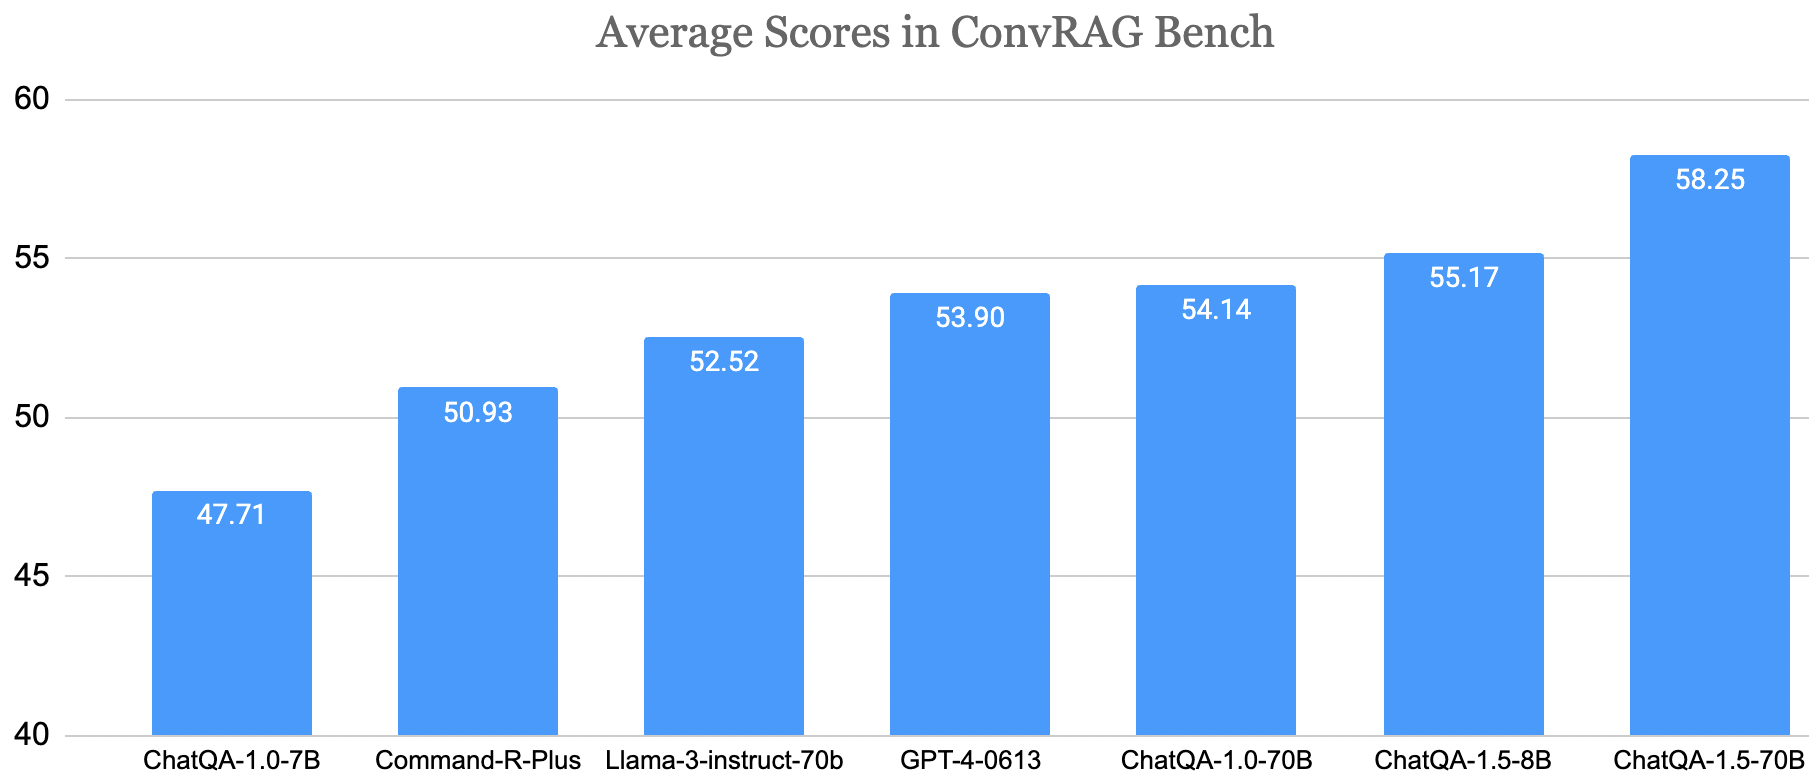 Average Scores in ConvRAG Bench
60
55
50
45
40
47.71
50.93
52.52
53.90
54.14
55.17
58.25
ChatQA-1.0-7B
Command-R-Plus
Llama-3-instruct-70b
GPT-4-0613
ChatQA-1.0-70B
ChatQA-1.5-8B
ChatQA-1.5-70B